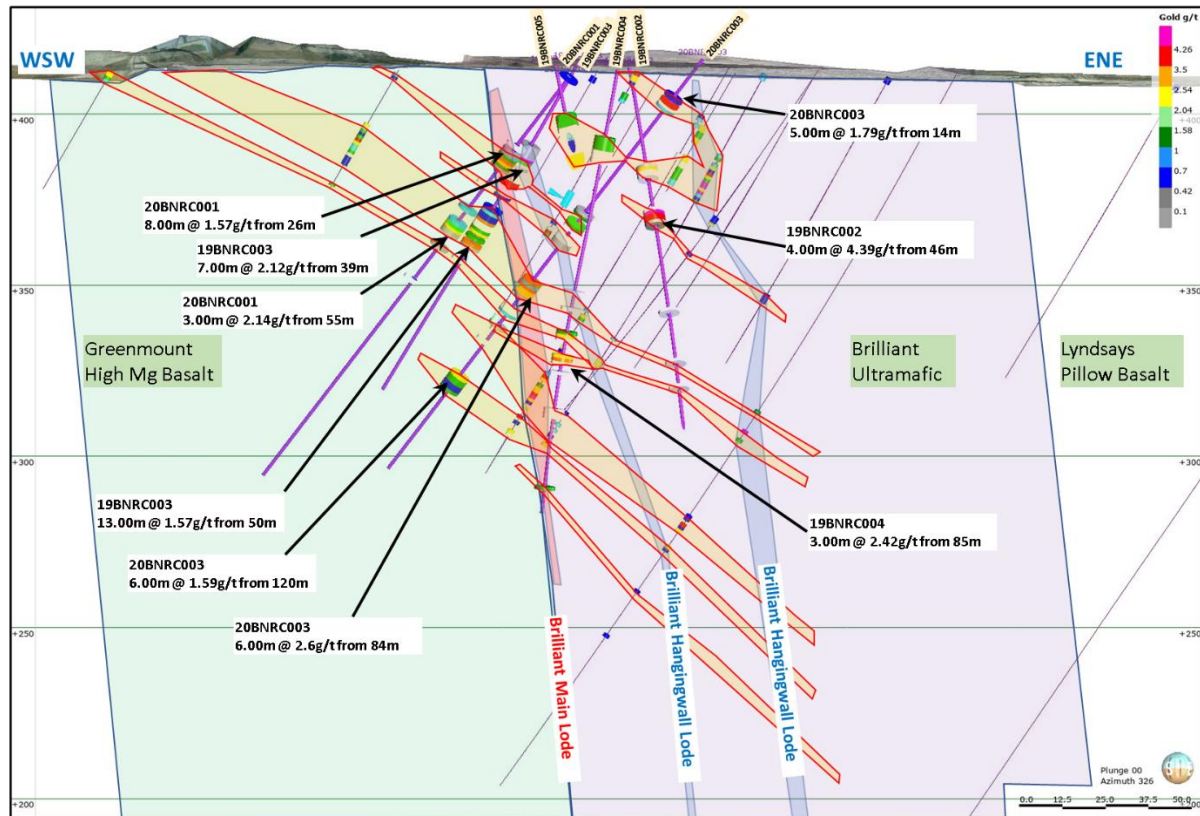 WSW
ENE
19BNRC005
20BNRC001
19BNRC003
19BNRC004
19BNRC002
20BNRC003
Gold g/t
4.26
3.5
2.54
2.04
1.58
1
0.7
0.42
0.1
+400
+400
20BNRC003
5.00m @ 1.79g/t from 14m
20BNRC001
8.00m @ 1.57g/t from 26m
19BNRC003
7.00m @ 2.12g/t from 39m
19BNRC002
4.00m @ 4.39g/t from 46m
20BNRC001
3.00m @ 2.14g/t from 55m
+350
+350
Greenmount
High Mg Basalt
Brilliant
Ultramafic
Lyndsays
Pillow Basalt
+300
+300
19BNRC003
13.00m @ 1.57g/t from 50m
19BNRC004
3.00m @ 2.42g/t from 85m
20BNRC003
6.00m @ 1.59g/t from 120m
20BNRC003
6.00m @ 2.6g/t from 84m
+250
+250
Brilliant Main Lode
Brilliant Hangingwall Lode
Brilliant Hangingwall Lode
Plunge 00
Azimuth 326
+200
0.0 12.5 25.0 37.5 50.0